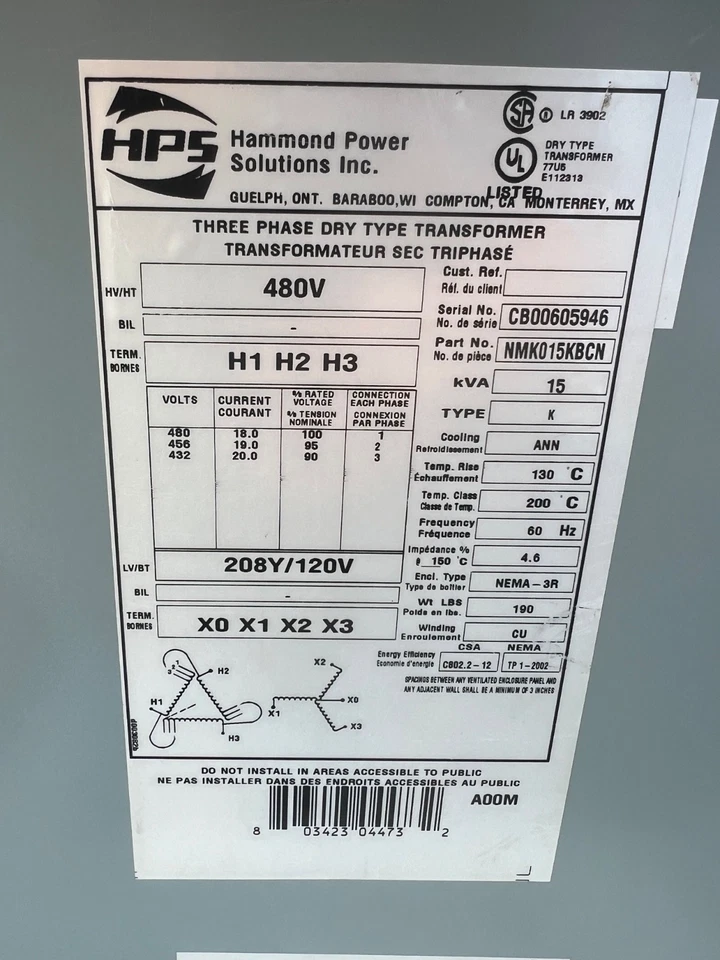 HPS
Hammond Power
Solutions Inc.
GUELPH, ONT. BARABOO,WI COMPTON, CA MONTERREY, MX
SA LR 3902
UL
LISTED
DRY TYPE
TRANSFORMER
77U5
E112313
THREE PHASE DRY TYPE TRANSFORMER
TRANSFORMATEUR SEC TRIPHASÉ
HV/HT 480V
BIL -
TERM. H1 H2 H3
BORNES
VOLTS CURRENT COURANT % RATED VOLTAGE % TENSION NOMINALE CONNECTION EACH PHASE CONNEXION PAR PHASE
480 18.0 100 1
456 19.0 95 2
432 20.0 90 3
LV/BT 208Y/120V
BIL -
TERM. X0 X1 X2 X3
BORNES
Cust. Ref.
Réf. du client
Serial No. CB00605946
No. de série
Part No. NMK015KBCN
No. de pièce
kVA 15
TYPE K
Cooling ANN
Refroidissement
Temp. Rise 130 °C
Échauffement
Temp. Class 200 °C
Classe de Temp.
Frequency 60 Hz
Fréquence
Impédance % 4.6
@ 150 °C
Encl. Type NEMA-3R
Type de boîtier
Wt LBS 190
Poids en lbs.
Winding CU
Enroulement
CSA NEMA
Energy Efficiency C802.2-12 TP 1-2002
Economie d'energie
SPACINGS BETWEEN ANY VENTILATED ENCLOSURE PANEL AND
ANY ADJACENT WALL SHALL BE A MINIMUM OF 3 INCHES
3 2 1
H2
H1
H3
X2
X0
X1
X3
DO NOT INSTALL IN AREAS ACCESSIBLE TO PUBLIC
NE PAS INSTALLER DANS DES ENDROITS ACCESSIBLES AU PUBLIC
A00M
8 03423 04473 2